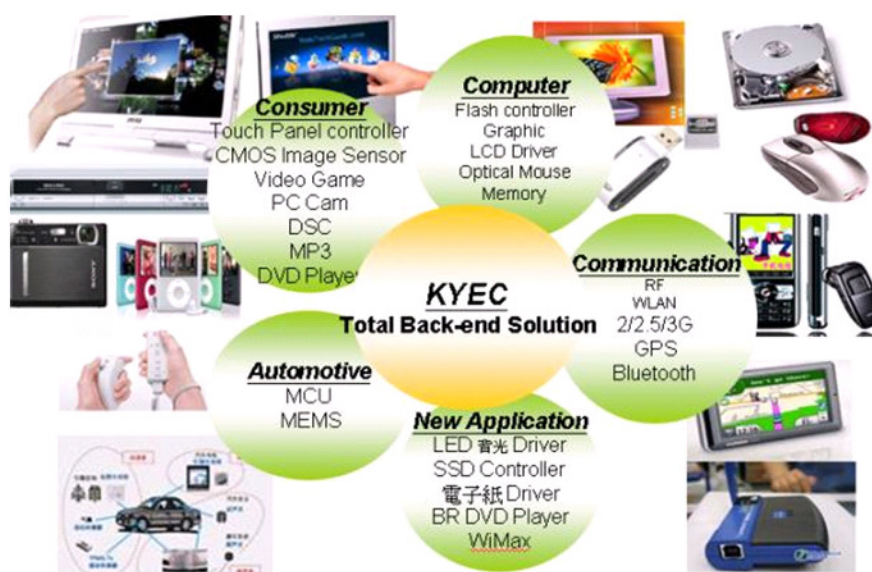 Consumer
Touch Panel controller
CMOS Image Sensor
Video Game
PC Cam
DSC
MP3
DVD Player
Computer
Flash controller
Graphic
LCD Driver
Optical Mouse
Memory
KYEC
Total Back-end Solution
Communication
RF
WLAN
2/2.5/3G
GPS
Bluetooth
Automotive
MCU
MEMS
New Application
LED 背光 Driver
SSD Controller
電子紙 Driver
BR DVD Player
WiMax
SONY